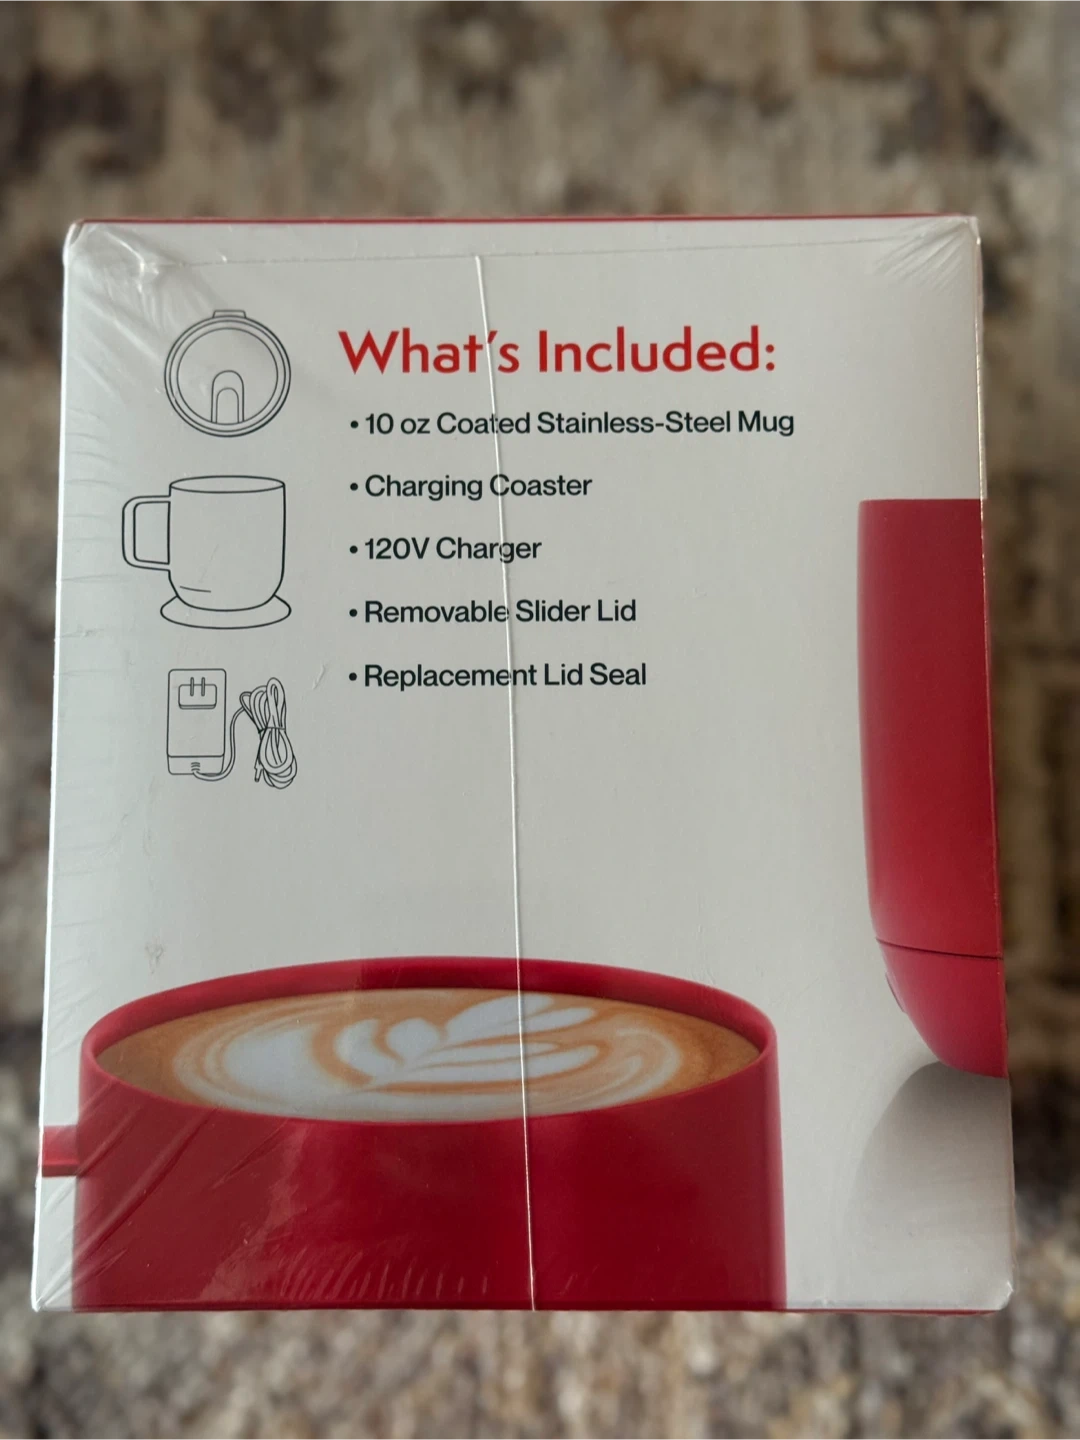 What's Included:
• 10 oz Coated Stainless-Steel Mug
• Charging Coaster
• 120V Charger
• Removable Slider Lid
• Replacement Lid Seal